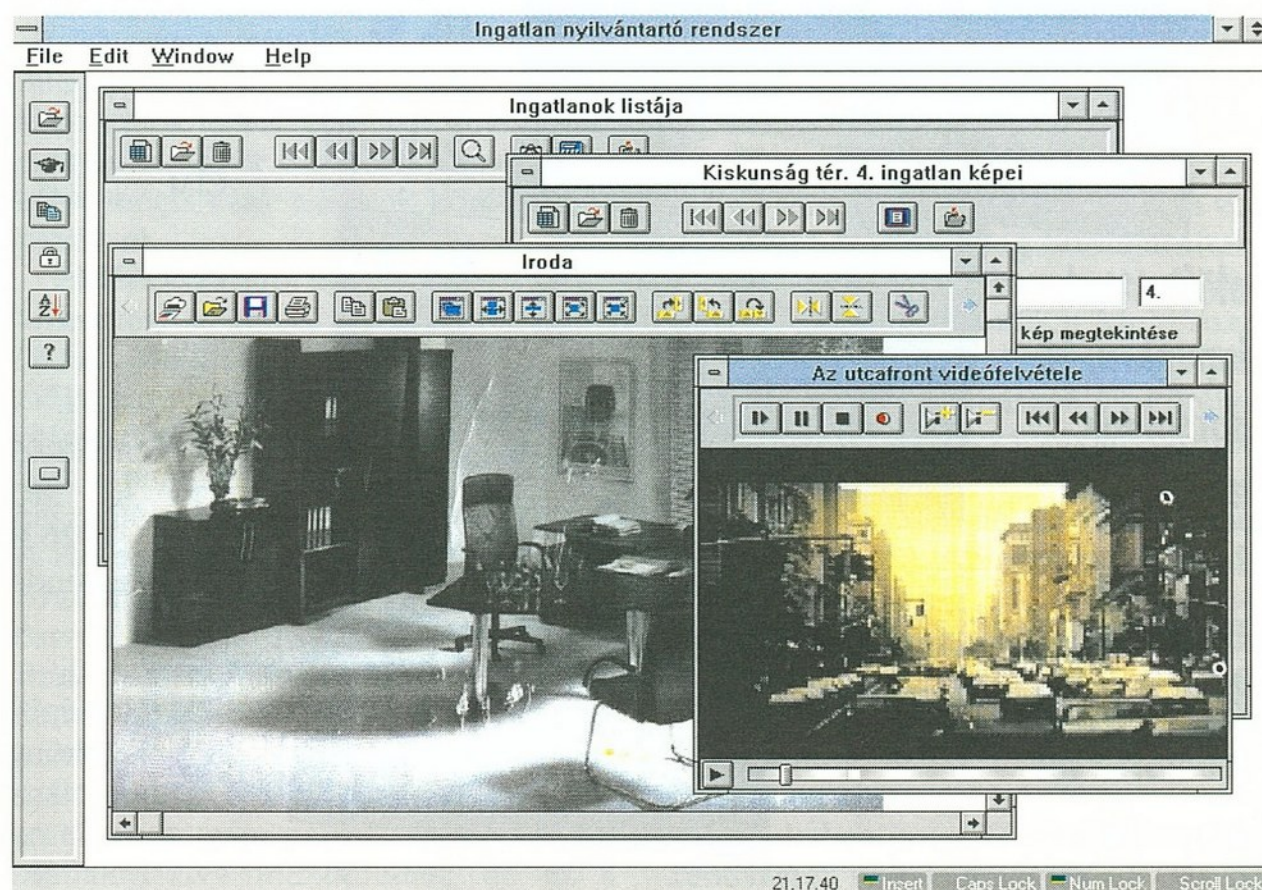 Ingatlan nyilvántartó rendszer
File Edit Window Help
Ingatlanok listája
Kiskunság tér. 4. ingatlan képei
Iroda
4.
kép megtekintése
Az utcafront videófelvétele
A
Z
?
21.17.40 Insert Caps Lock Num Lock Scroll Lock